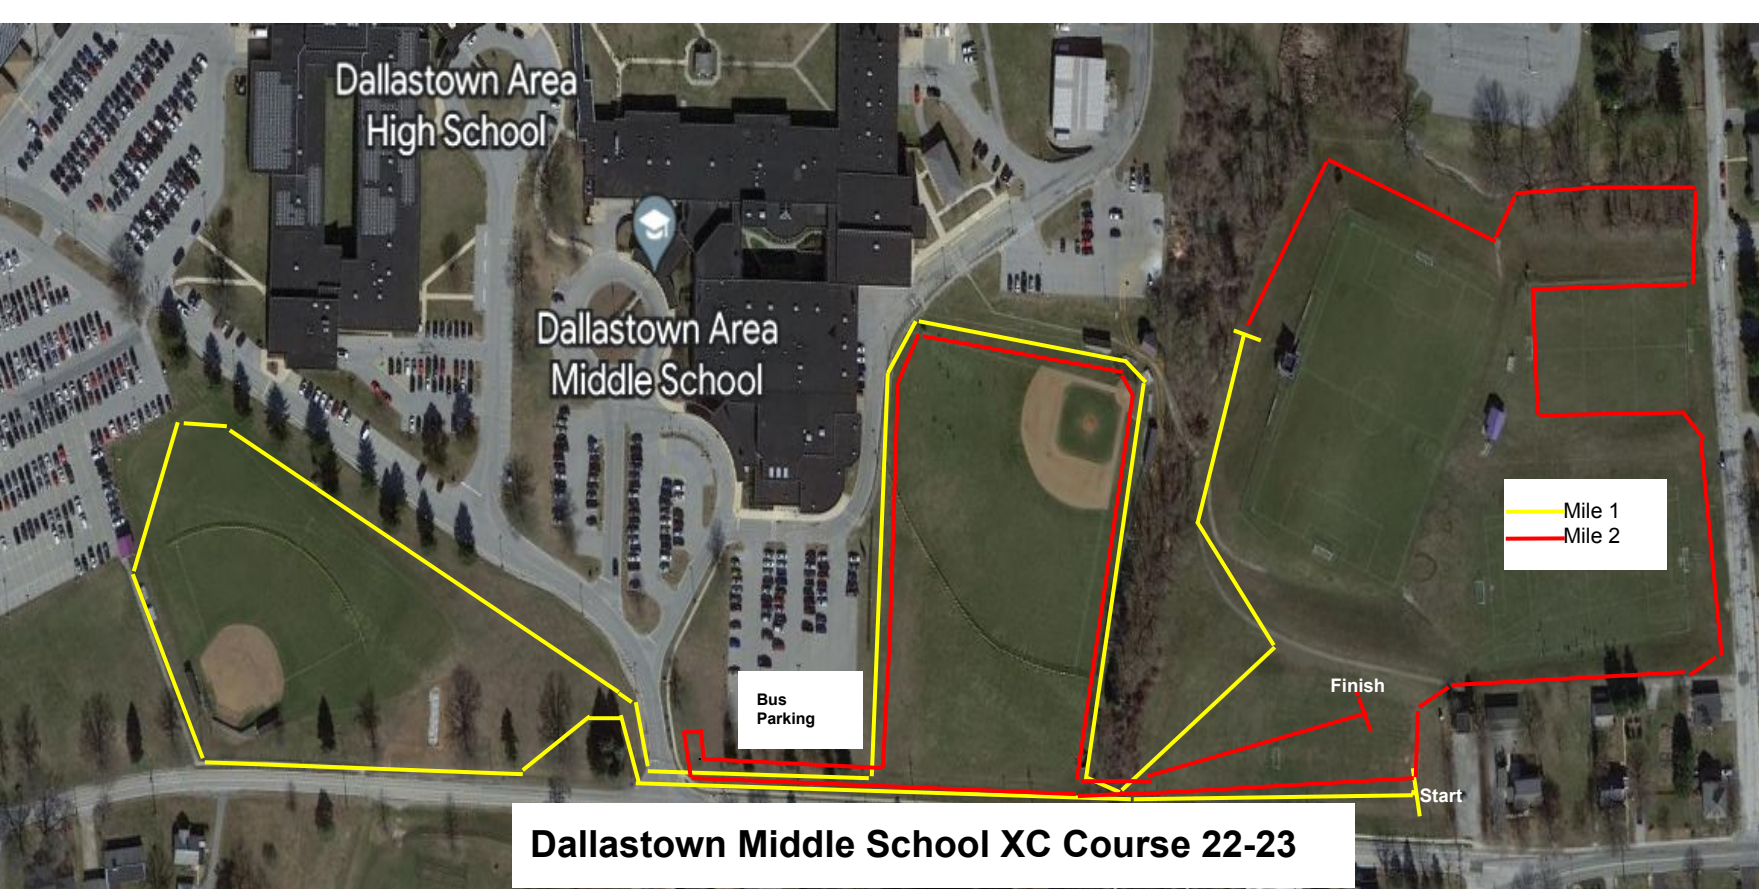 Dallastown Area
High School
Dallastown Area
Middle School
Mile 1
Mile 2
Bus
Parking
Finish
Start
Dallastown Middle School XC Course 22-23